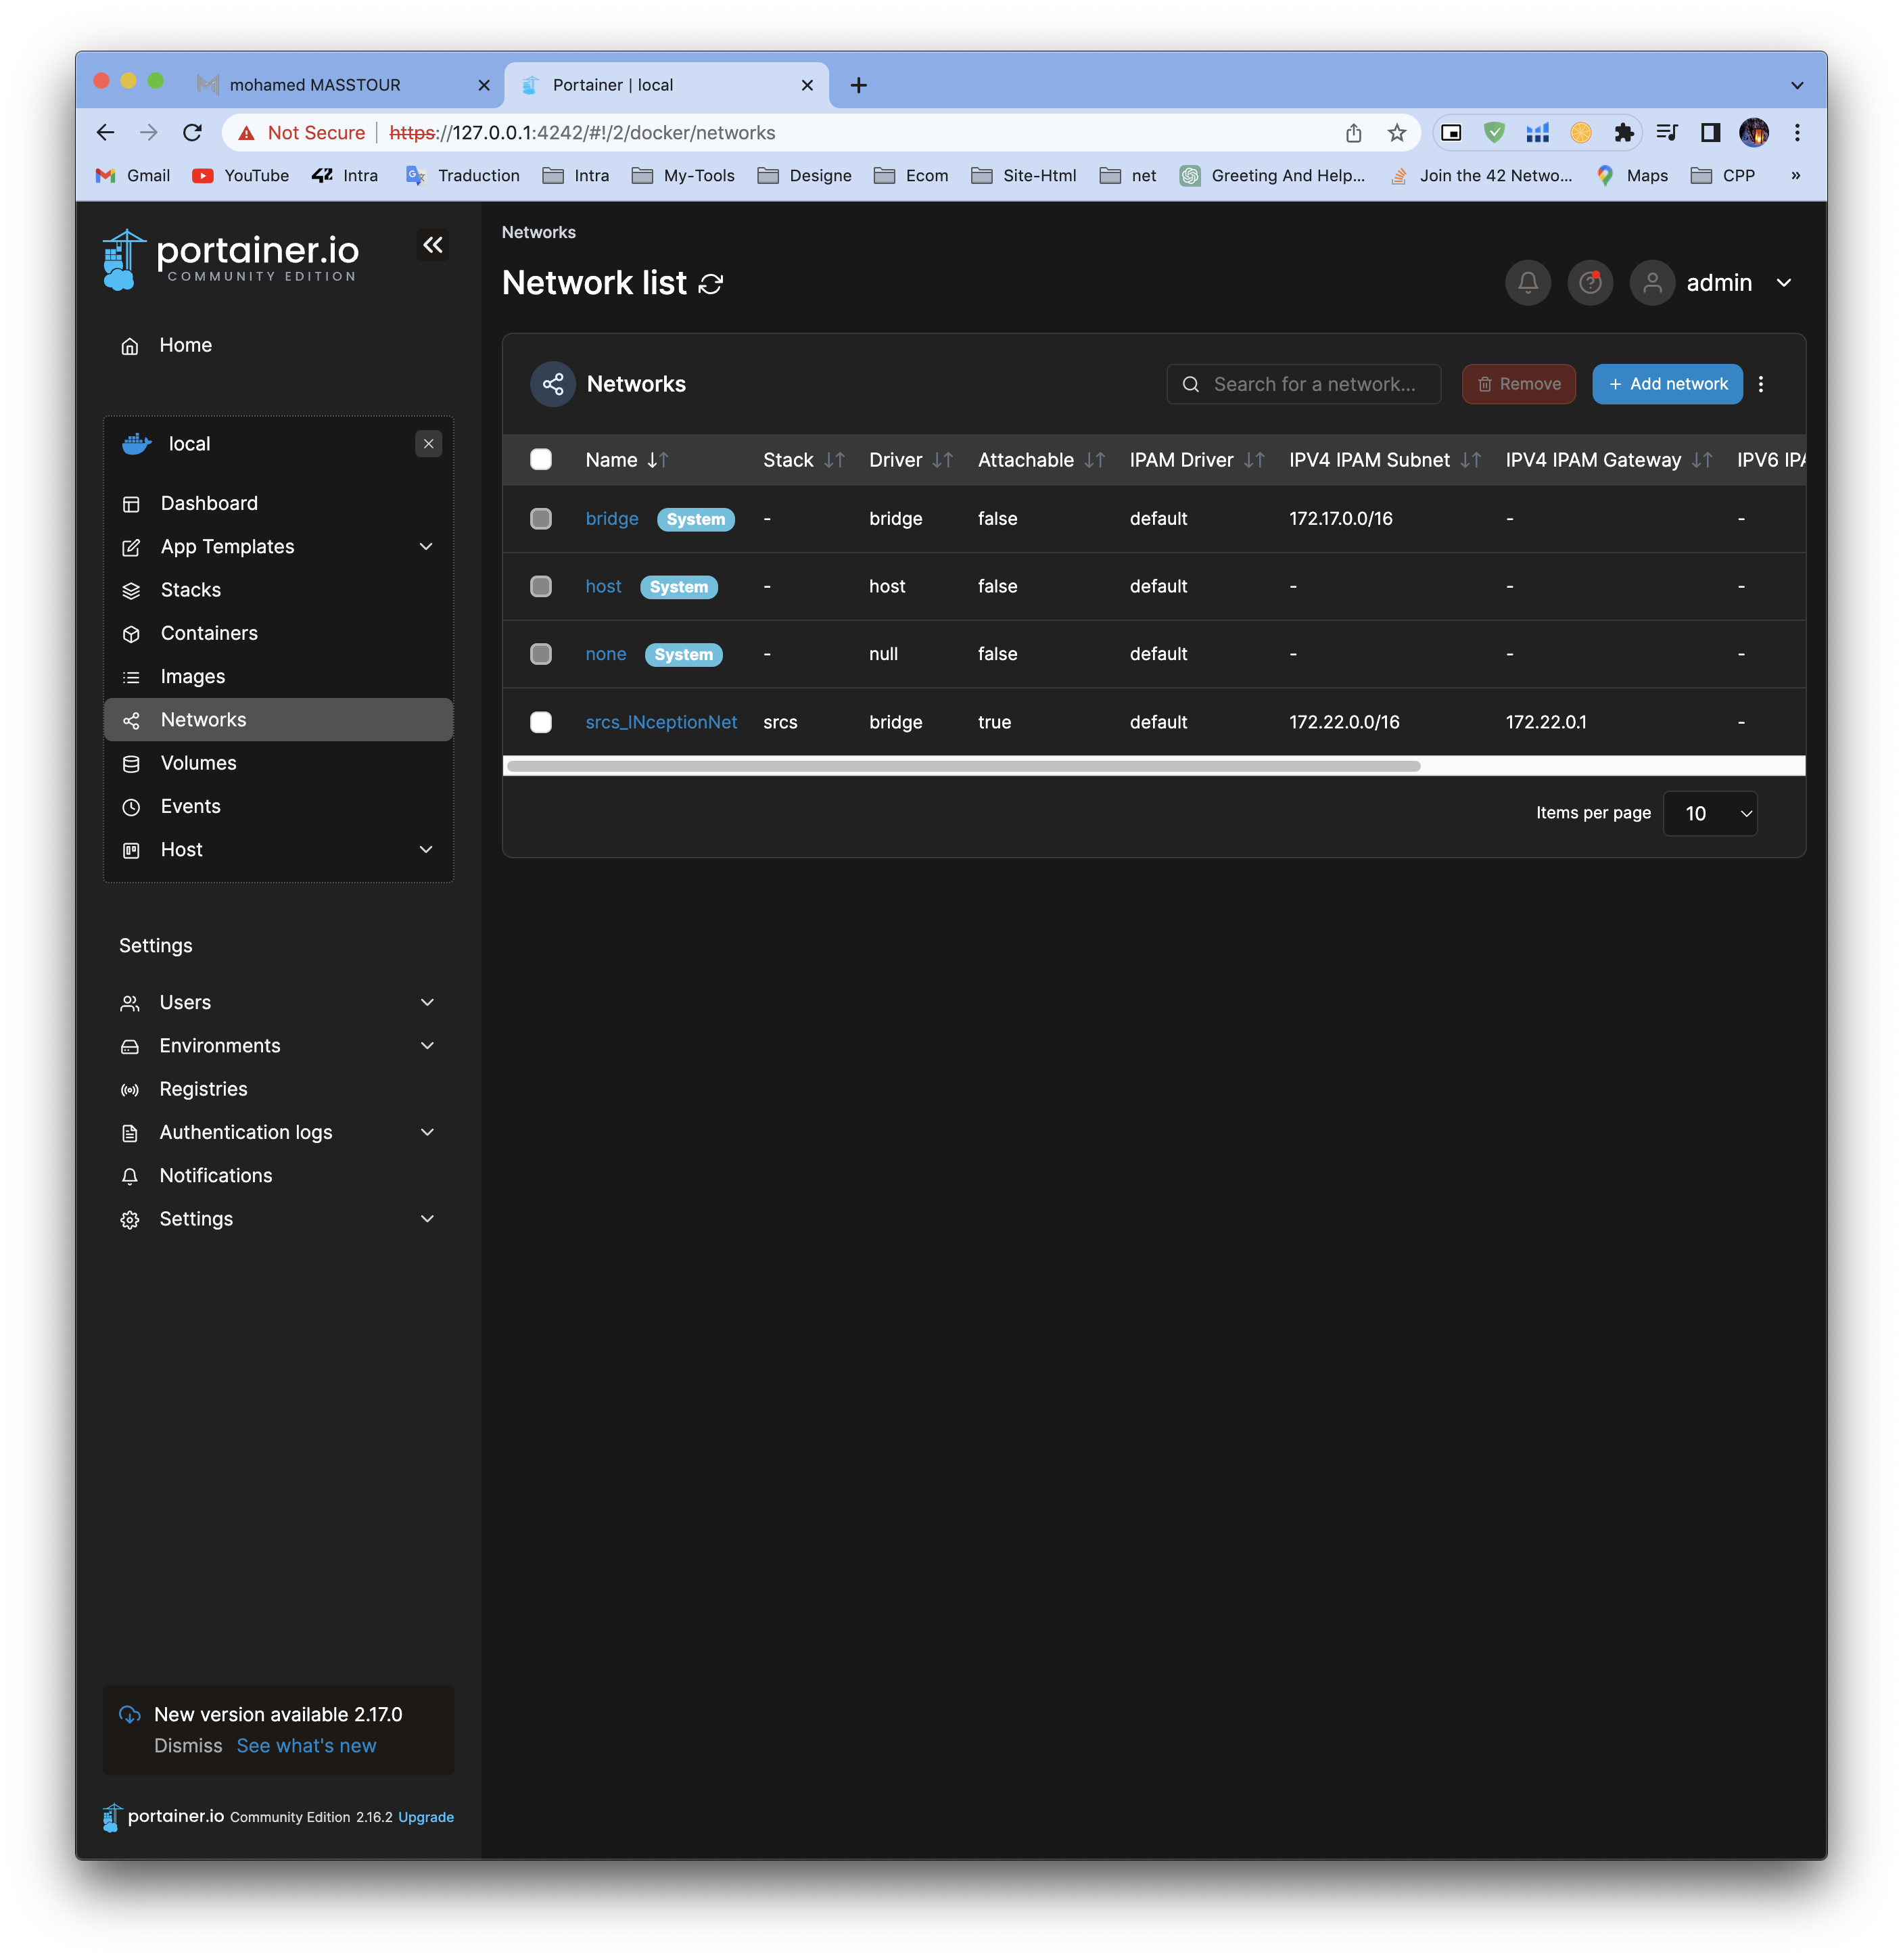 mohamed MASSTOUR
Portainer | local
Not Secure https://127.0.0.1:4242/#!/2/docker/networks
Gmail YouTube 42 Intra Traduction Intra My-Tools Designe Ecom Site-Html net Greeting And Help... Join the 42 Netwo... Maps CPP »
portainer.io
COMMUNITY EDITION
Home
local
Dashboard
App Templates
Stacks
Containers
Images
Networks
Volumes
Events
Host
Settings
Users
Environments
Registries
Authentication logs
Notifications
Settings
New version available 2.17.0
Dismiss See what's new
portainer.io Community Edition 2.16.2 Upgrade
Networks
Network list
admin
Networks
Search for a network...
Remove
+ Add network
Name Stack Driver Attachable IPAM Driver IPV4 IPAM Subnet IPV4 IPAM Gateway IPV6 IPA
bridge System - bridge false default 172.17.0.0/16 - -
host System - host false default - - -
none System - null false default - - -
srcs_INceptionNet srcs bridge true default 172.22.0.0/16 172.22.0.1 -
Items per page 10